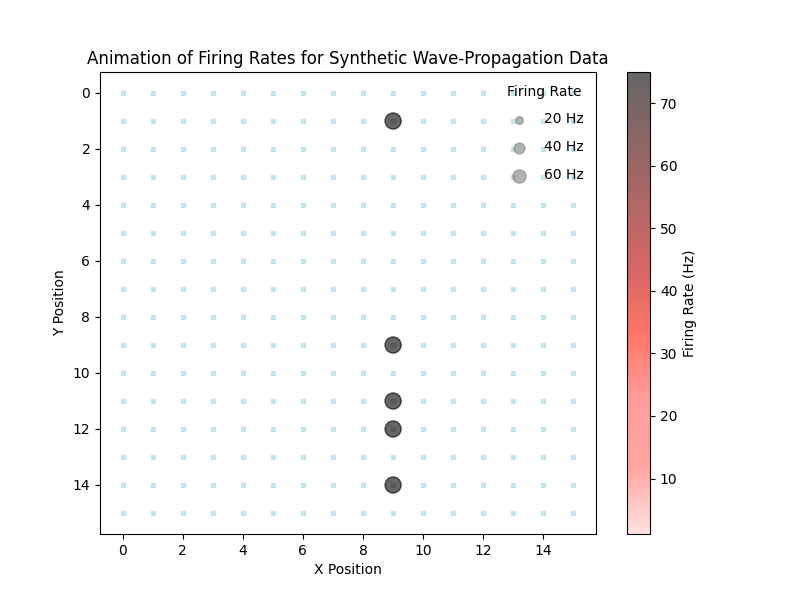 Animation of Firing Rates for Synthetic Wave-Propagation Data
Firing Rate
20 Hz
40 Hz
60 Hz
0
2
4
6
8
10
12
14
Y Position
0 2 4 6 8 10 12 14
X Position
70
60
50
40
30
20
10
Firing Rate (Hz)